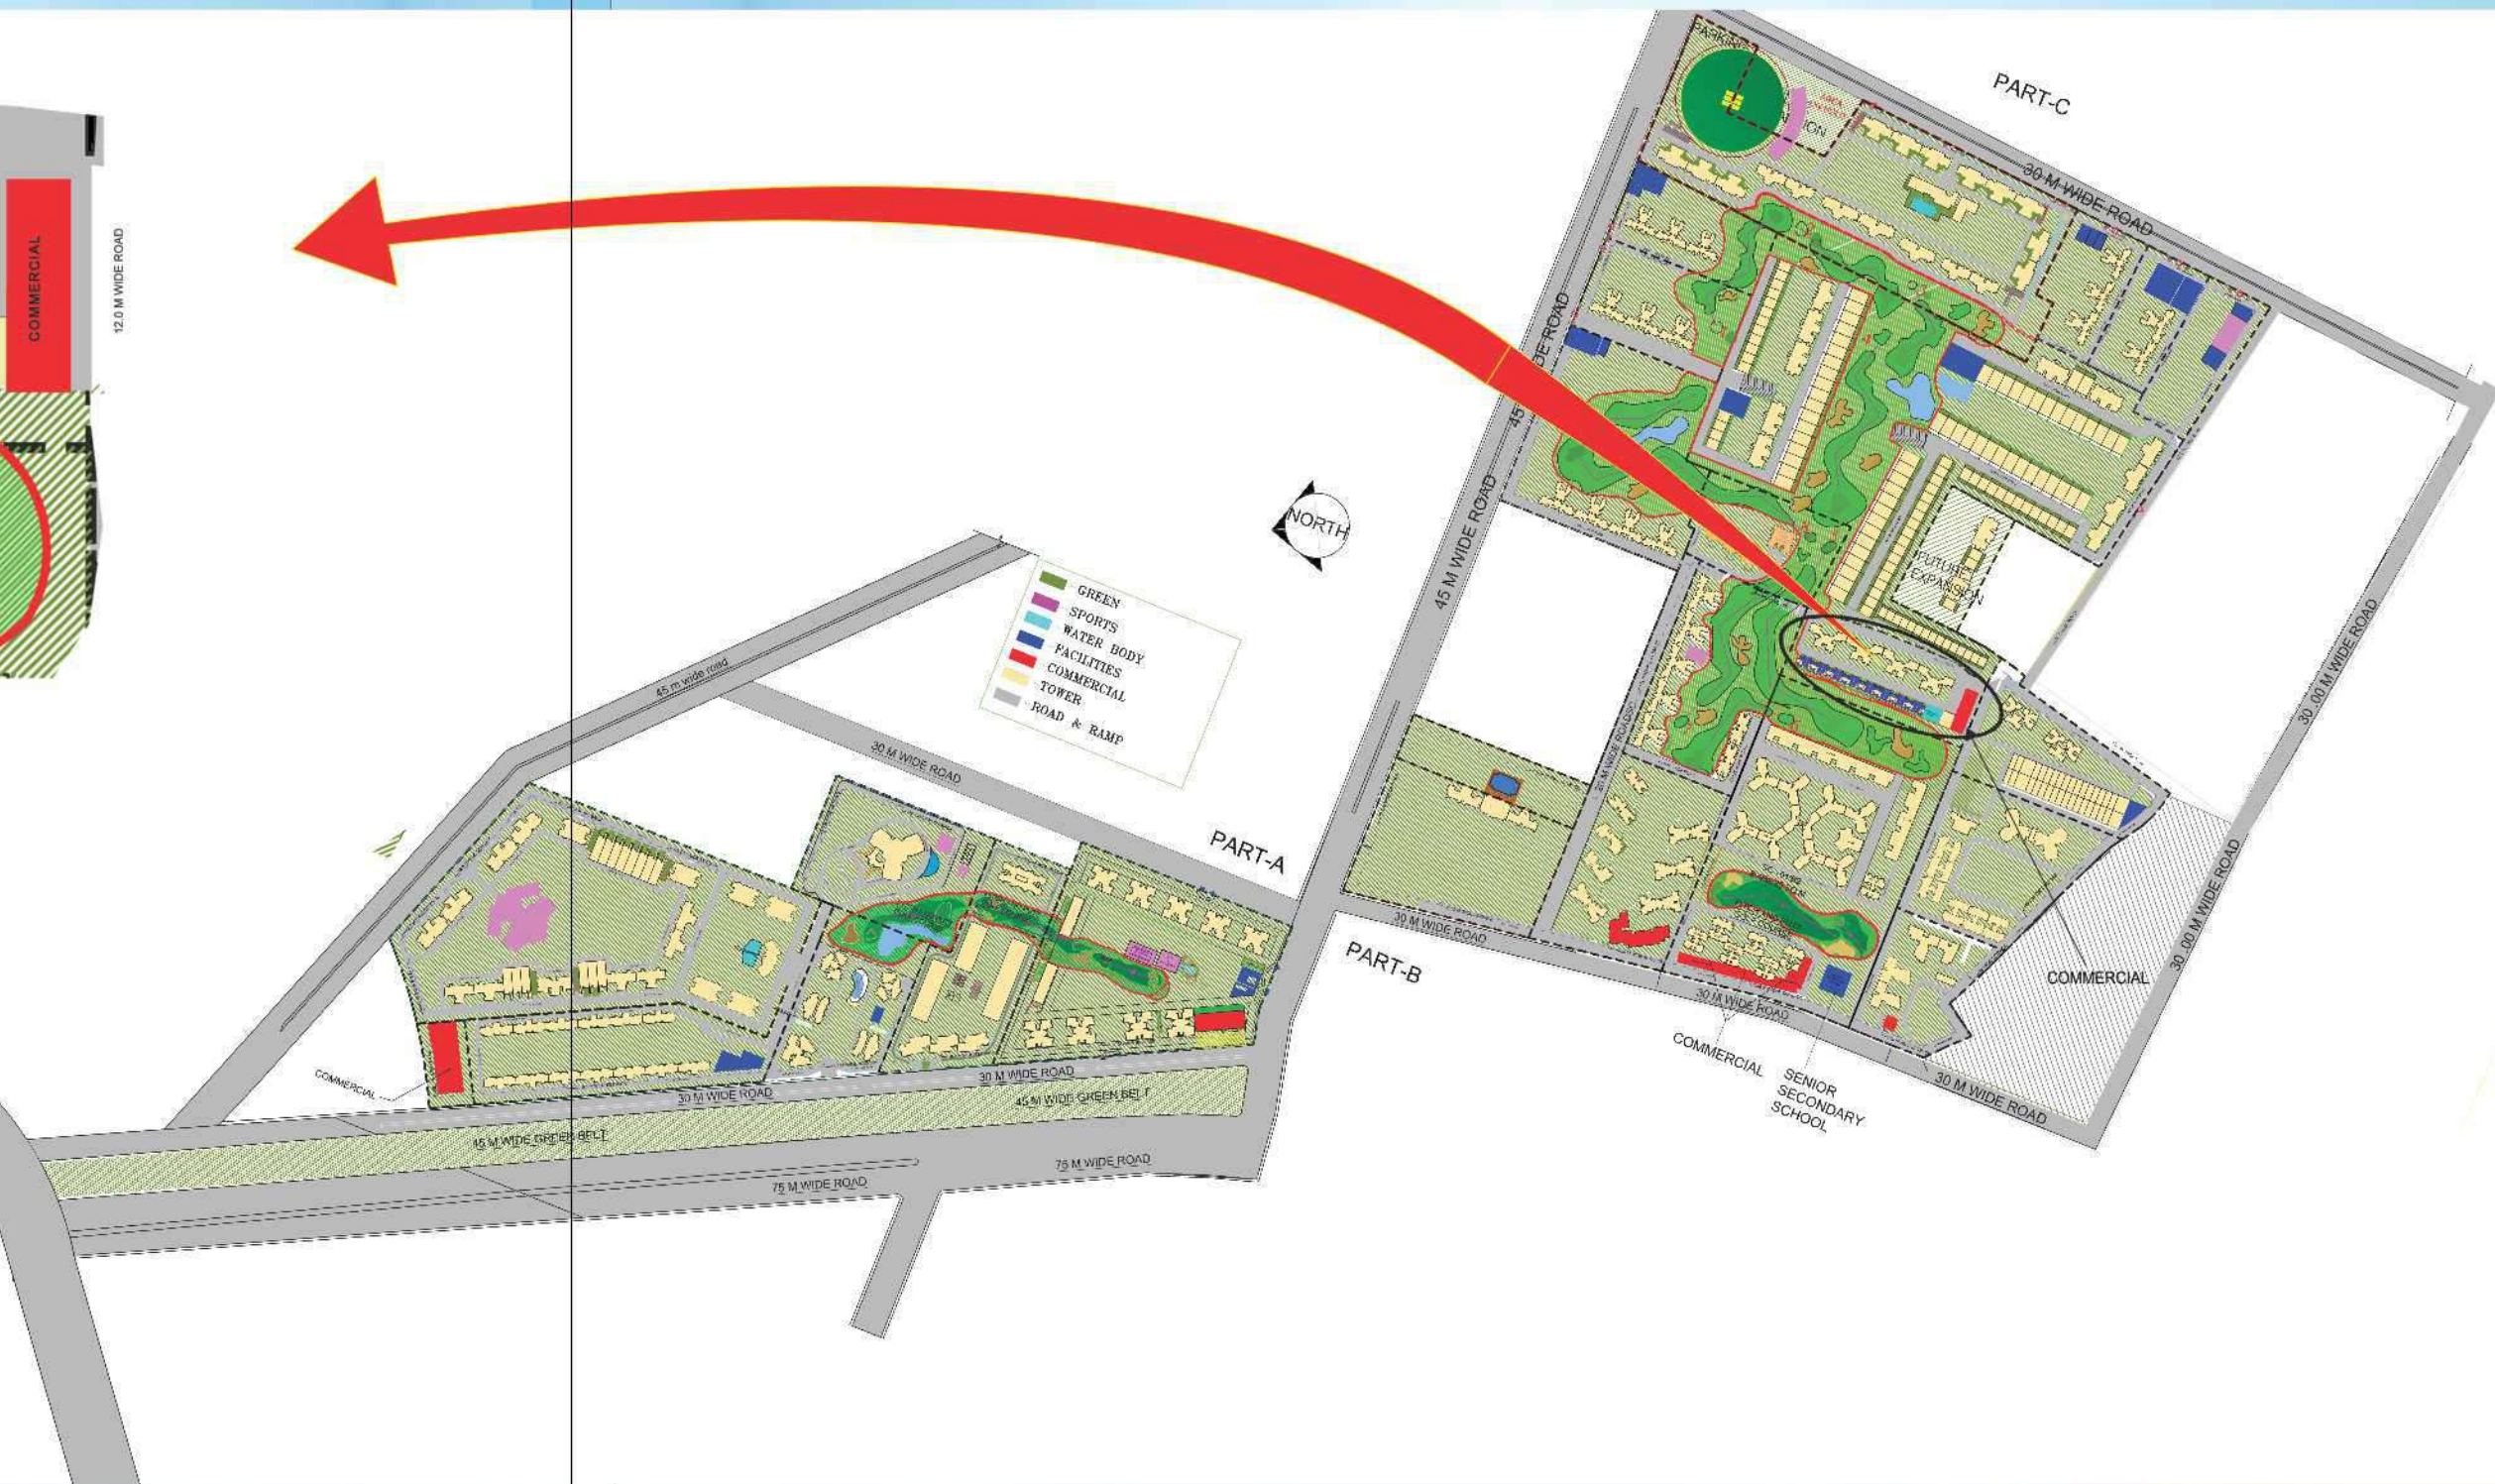 COMMERCIAL
12.0 M WIDE ROAD
PARKING
PART-C
30 M WIDE ROAD
45 M WIDE ROAD
NORTH
GREEN
SPORTS
WATER BODY
FACILITIES
COMMERCIAL
TOWER
ROAD & RAMP
FUTURE
EXPANSION
30 .00 M WIDE ROAD
30 .00 M WIDE ROAD
45 m wide road
30 M WIDE ROAD
PART-A
PART-B
30 M WIDE ROAD
30 M WIDE ROAD
30 M WIDE ROAD
COMMERCIAL
COMMERCIAL
SENIOR
SECONDARY
SCHOOL
COMMERCIAL
30 M WIDE ROAD
30 M WIDE ROAD
45 M WIDE GREEN BELT
45 M WIDE GREEN BELT
75 M WIDE ROAD
75 M WIDE ROAD